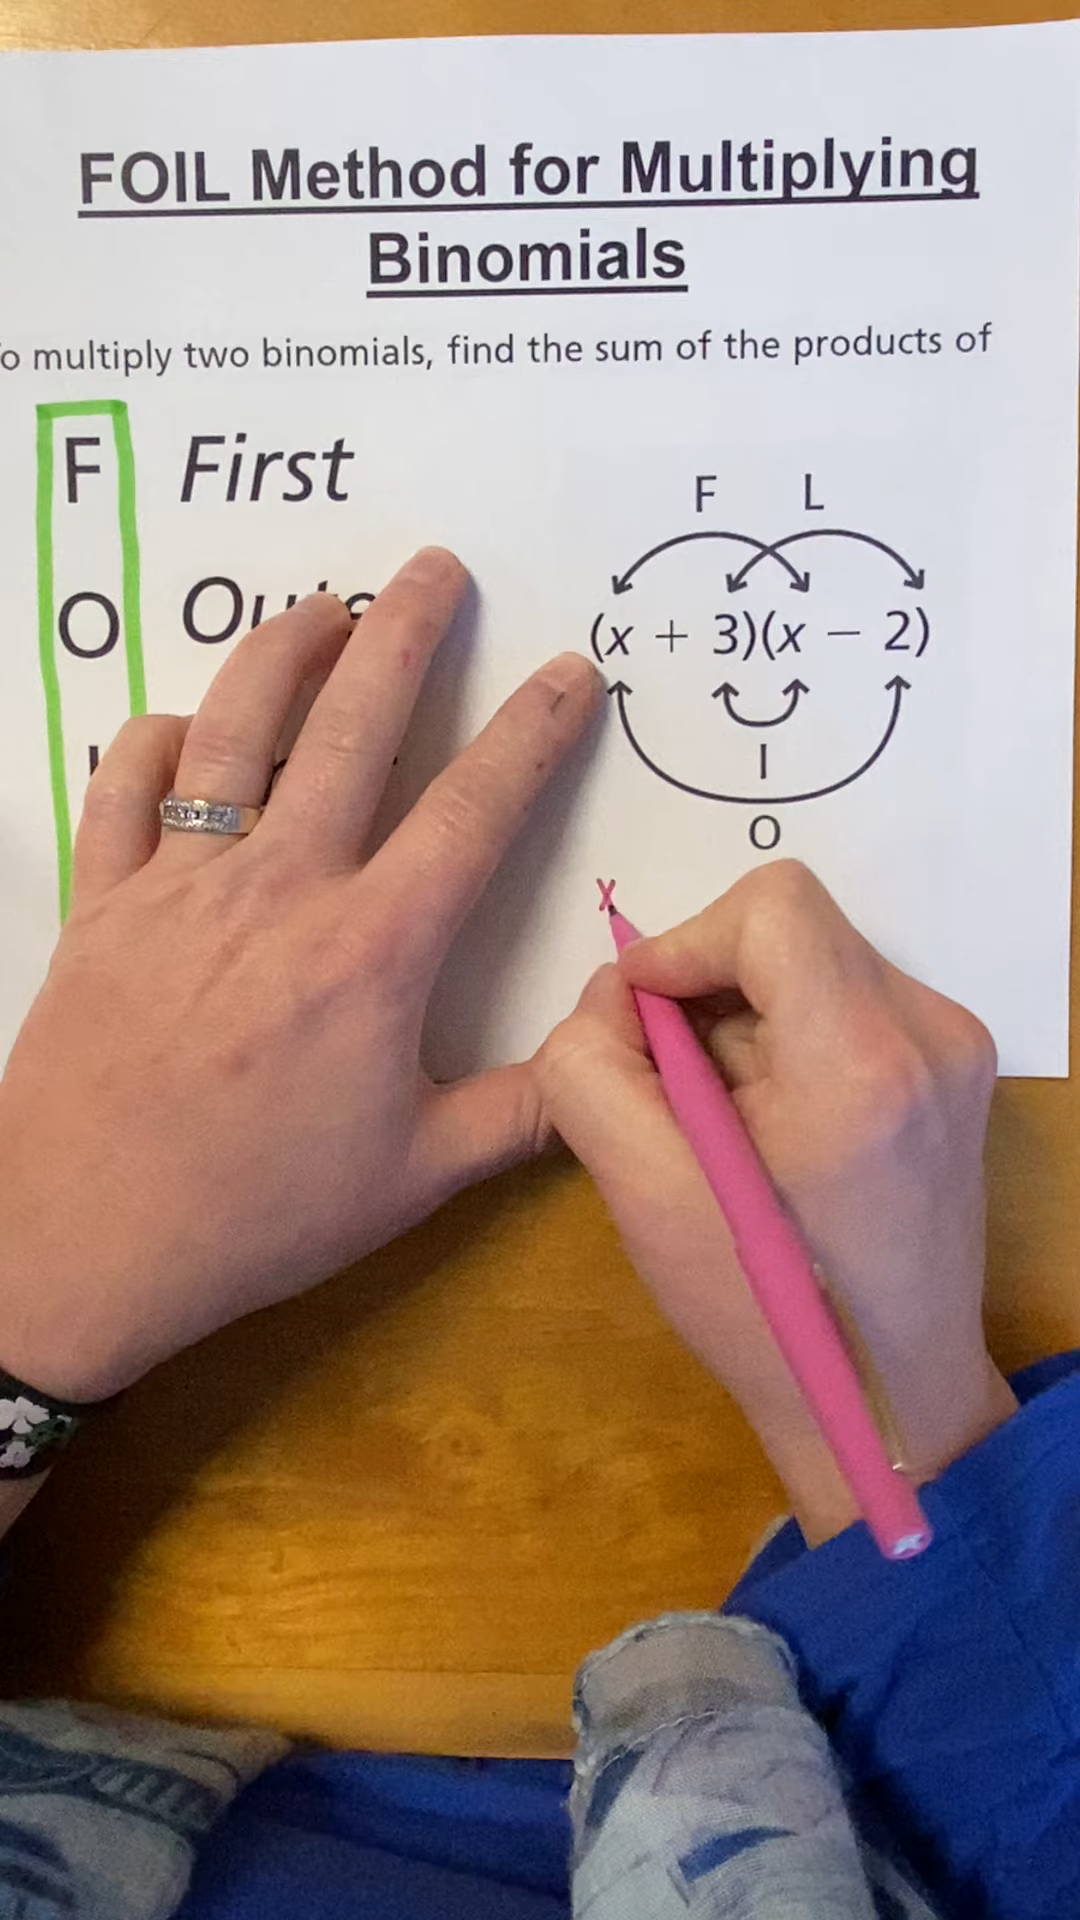 FOIL Method for Multiplying
Binomials
o multiply two binomials, find the sum of the products of
F First
O
F L
(x + 3)(x – 2)
I
O
x